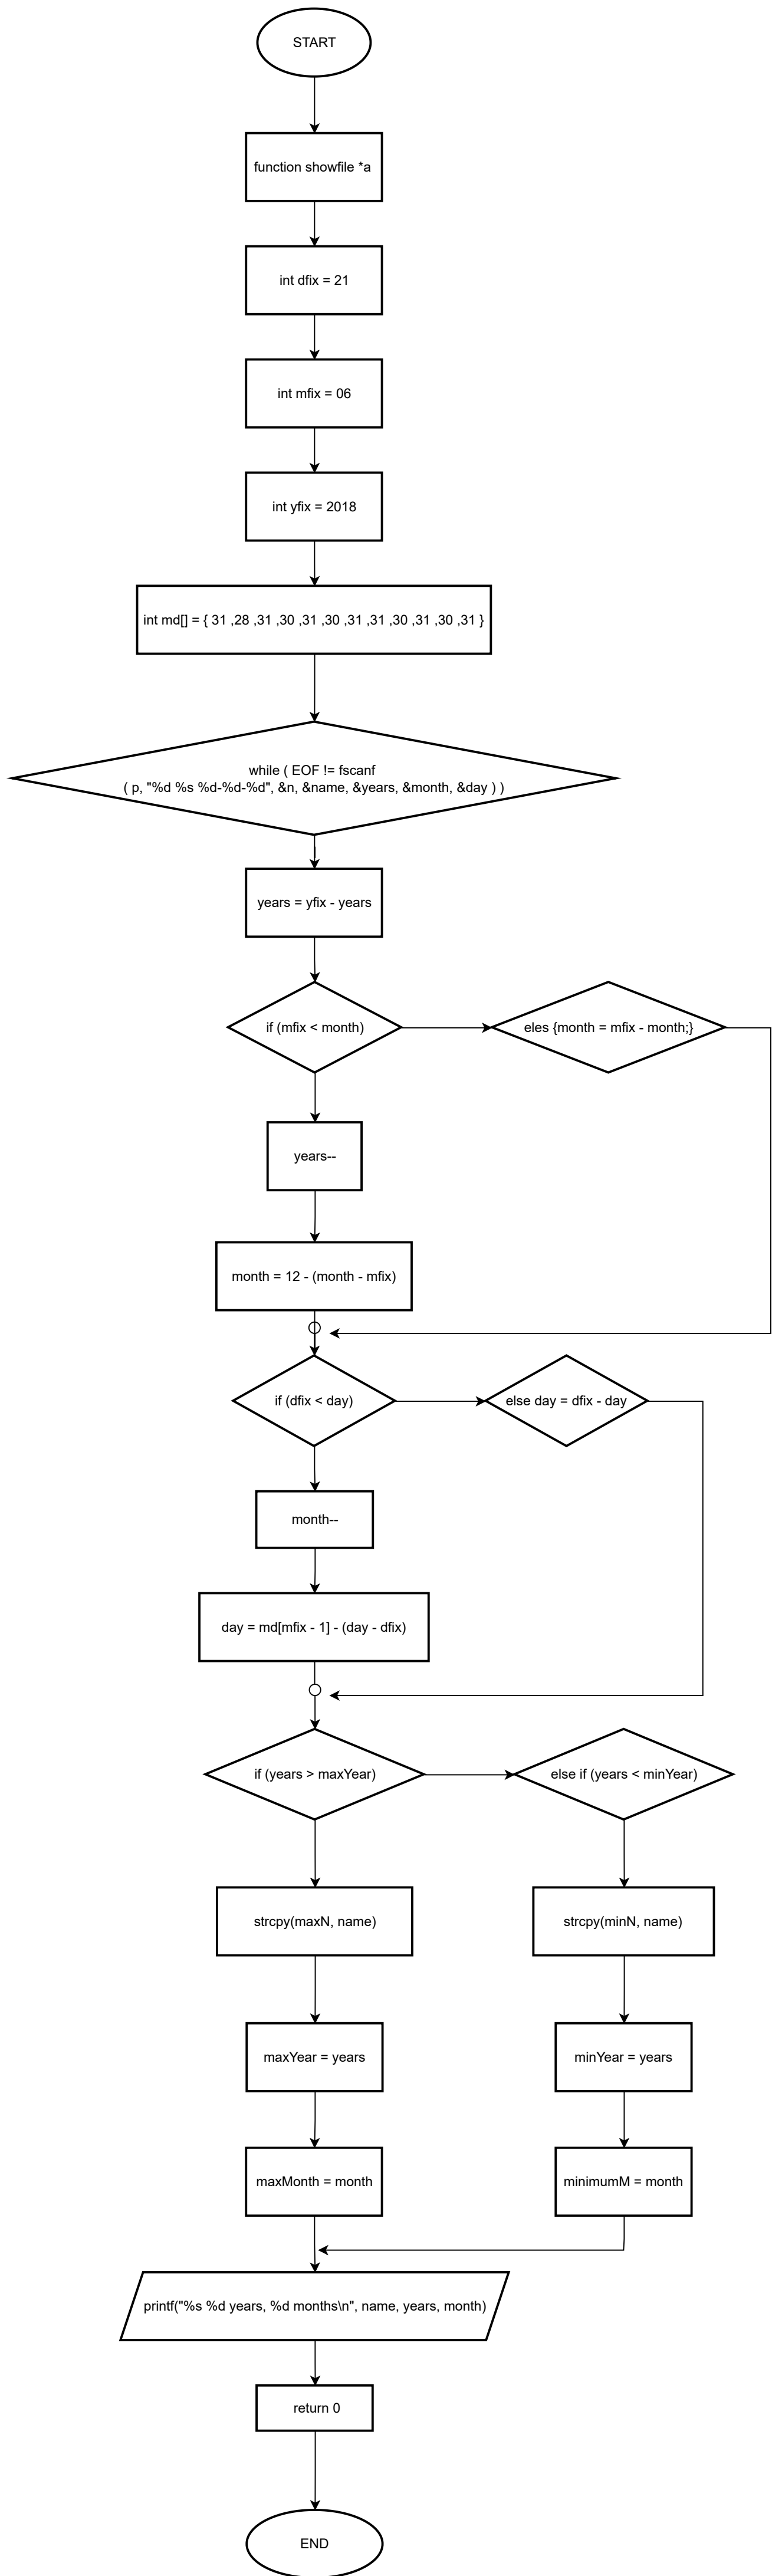 START
function showfile *a
int dfix = 21
int mfix = 06
int yfix = 2018
int md[] = { 31 ,28 ,31 ,30 ,31 ,30 ,31 ,31 ,30 ,31 ,30 ,31 }
while ( EOF != fscanf
( p, "%d %s %d-%d-%d", &n, &name, &years, &month, &day ) )
years = yfix - years
if (mfix < month)
eles {month = mfix - month;}
years--
month = 12 - (month - mfix)
if (dfix < day)
else day = dfix - day
month--
day = md[mfix - 1] - (day - dfix)
if (years > maxYear)
else if (years < minYear)
strcpy(maxN, name)
strcpy(minN, name)
maxYear = years
minYear = years
maxMonth = month
minimumM = month
printf("%s %d years, %d months\n", name, years, month)
return 0
END